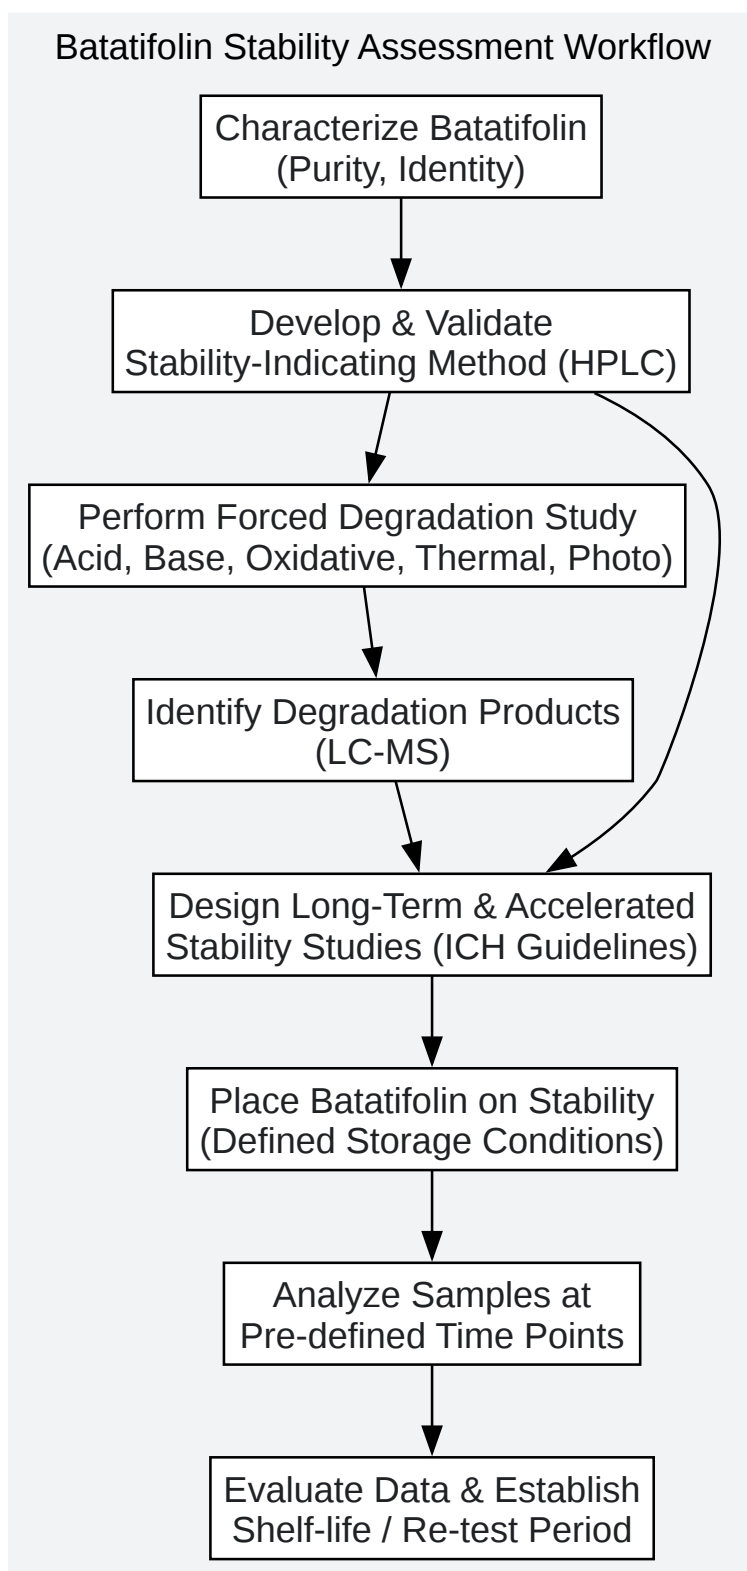 Batatifolin Stability Assessment Workflow
Characterize Batatifolin
(Purity, Identity)
Develop & Validate
Stability-Indicating Method (HPLC)
Perform Forced Degradation Study
(Acid, Base, Oxidative, Thermal, Photo)
Identify Degradation Products
(LC-MS)
Design Long-Term & Accelerated
Stability Studies (ICH Guidelines)
Place Batatifolin on Stability
(Defined Storage Conditions)
Analyze Samples at
Pre-defined Time Points
Evaluate Data & Establish
Shelf-life / Re-test Period